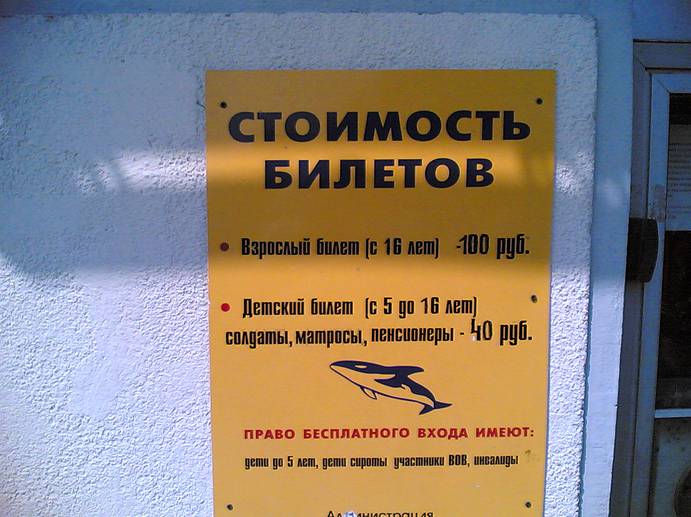 СТОИМОСТЬ
БИЛЕТОВ
Взрослый билет (с 16 лет) -100 руб.
Детский билет (с 5 до 16 лет)
солдаты, матросы, пенсионеры - 40 руб.
ПРАВО БЕСПЛАТНОГО ВХОДА ИМЕЮТ:
дети до 5 лет, дети сироты участники ВОВ, инвалиды
Администрация